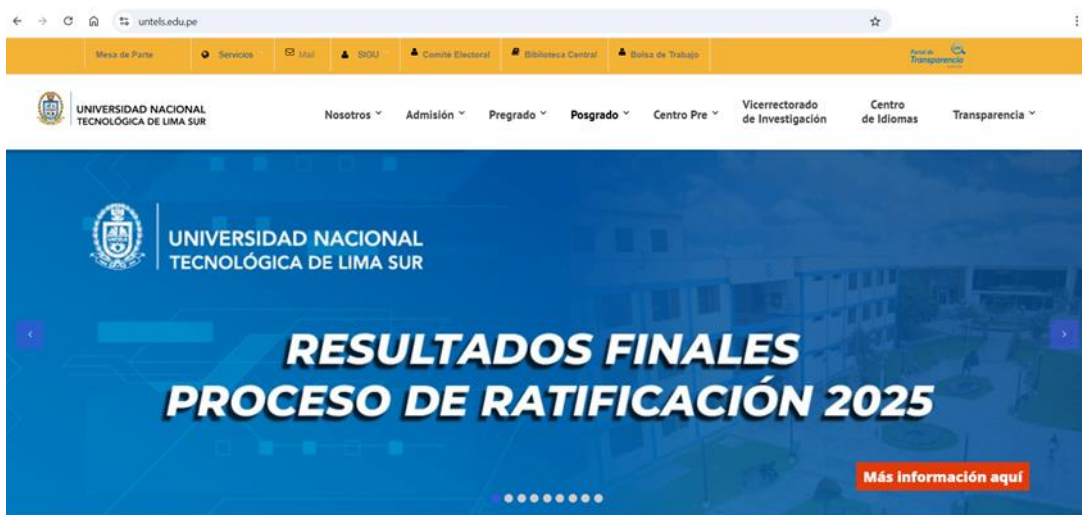 untels.edu.pe
Mesa de Parte Servicios Mail SIGU Comité Electoral Biblioteca Central Bolsa de Trabajo Portal de Transparencia
UNIVERSIDAD NACIONAL
TECNOLÓGICA DE LIMA SUR
Nosotros Admisión Pregrado Posgrado Centro Pre Vicerrectorado de Investigación Centro de Idiomas Transparencia
UNIVERSIDAD NACIONAL
TECNOLÓGICA DE LIMA SUR
RESULTADOS FINALES
PROCESO DE RATIFICACIÓN 2025
Más información aquí